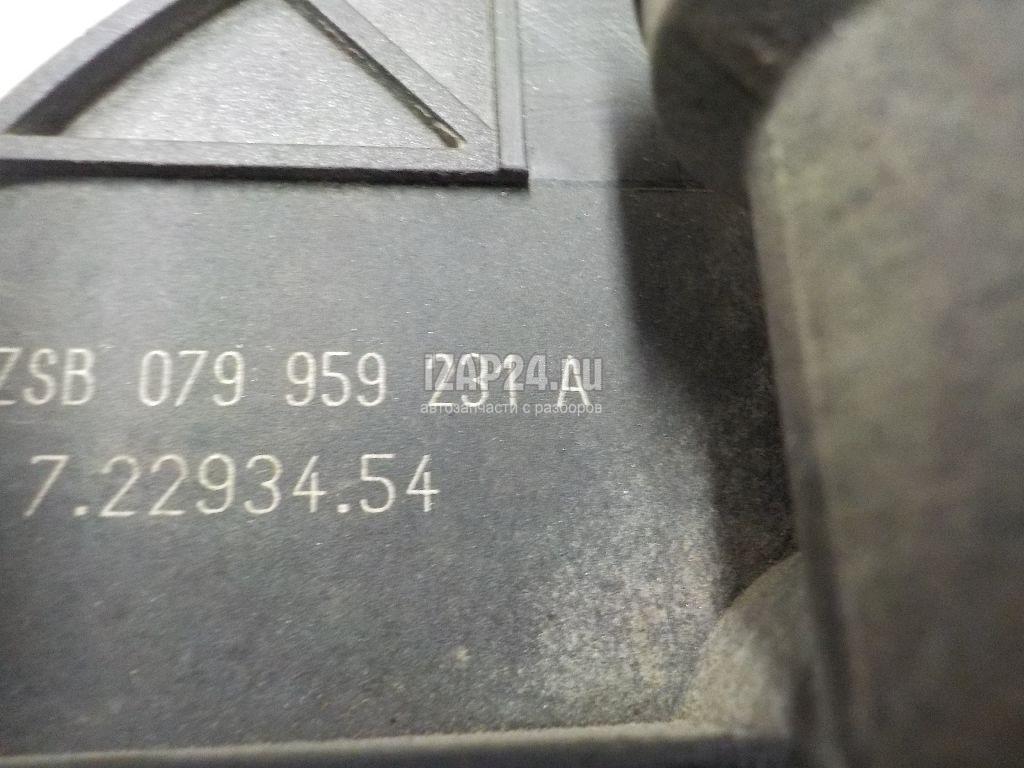 ZSB 079 959 231 A
iZAP24.ru
автозапчасти с разборов
7.22934.54